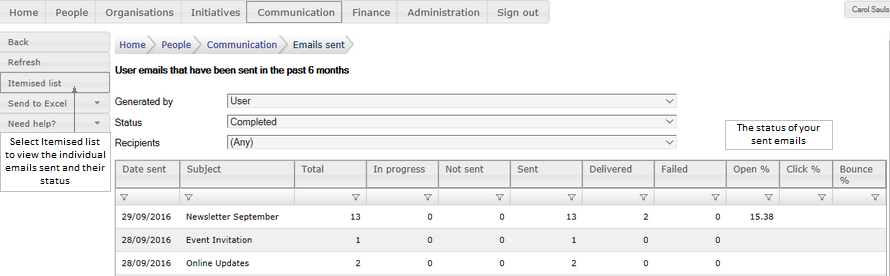 Home People Organisations Initiatives Communication Finance Administration Sign out
Carol Sauls
Back
Refresh
Itemised list
Send to Excel
Need help?
Select Itemised list
to view the individual
emails sent and their
status
Home People Communication Emails sent
User emails that have been sent in the past 6 months
Generated by User
Status Completed
Recipients (Any)
The status of your
sent emails
Date sent Subject Total In progress Not sent Sent Delivered Failed Open % Click % Bounce
%
29/09/2016 Newsletter September 13 0 0 13 2 0 15.38
28/09/2016 Event Invitation 1 0 0 1 0 0
28/09/2016 Online Updates 2 0 0 2 0 0